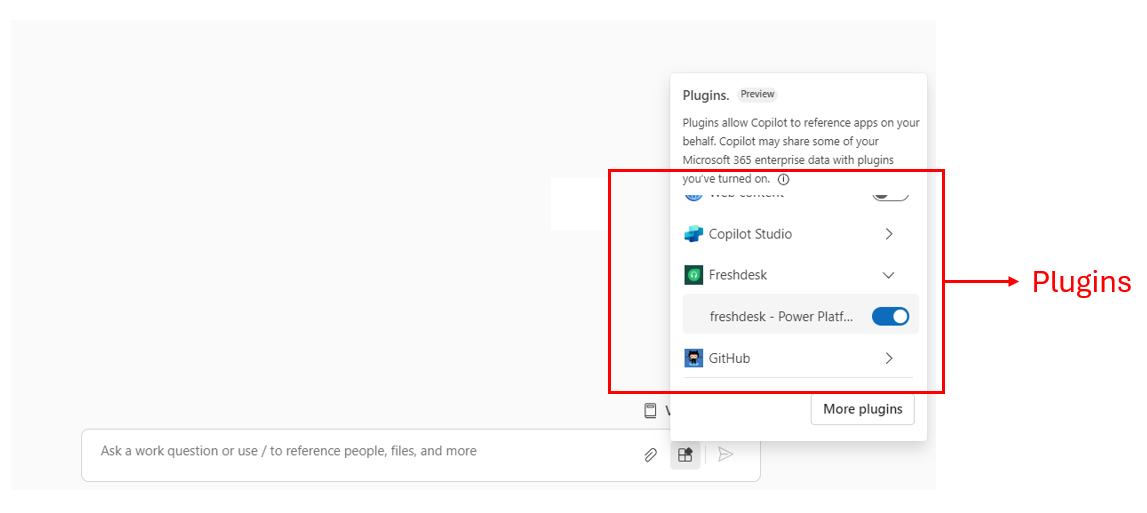 Plugins. Preview
Plugins allow Copilot to reference apps on your
behalf. Copilot may share some of your
Microsoft 365 enterprise data with plugins
you've turned on.
Web content
Copilot Studio
Freshdesk
freshdesk - Power Platf...
GitHub
More plugins
Plugins
Ask a work question or use / to reference people, files, and more